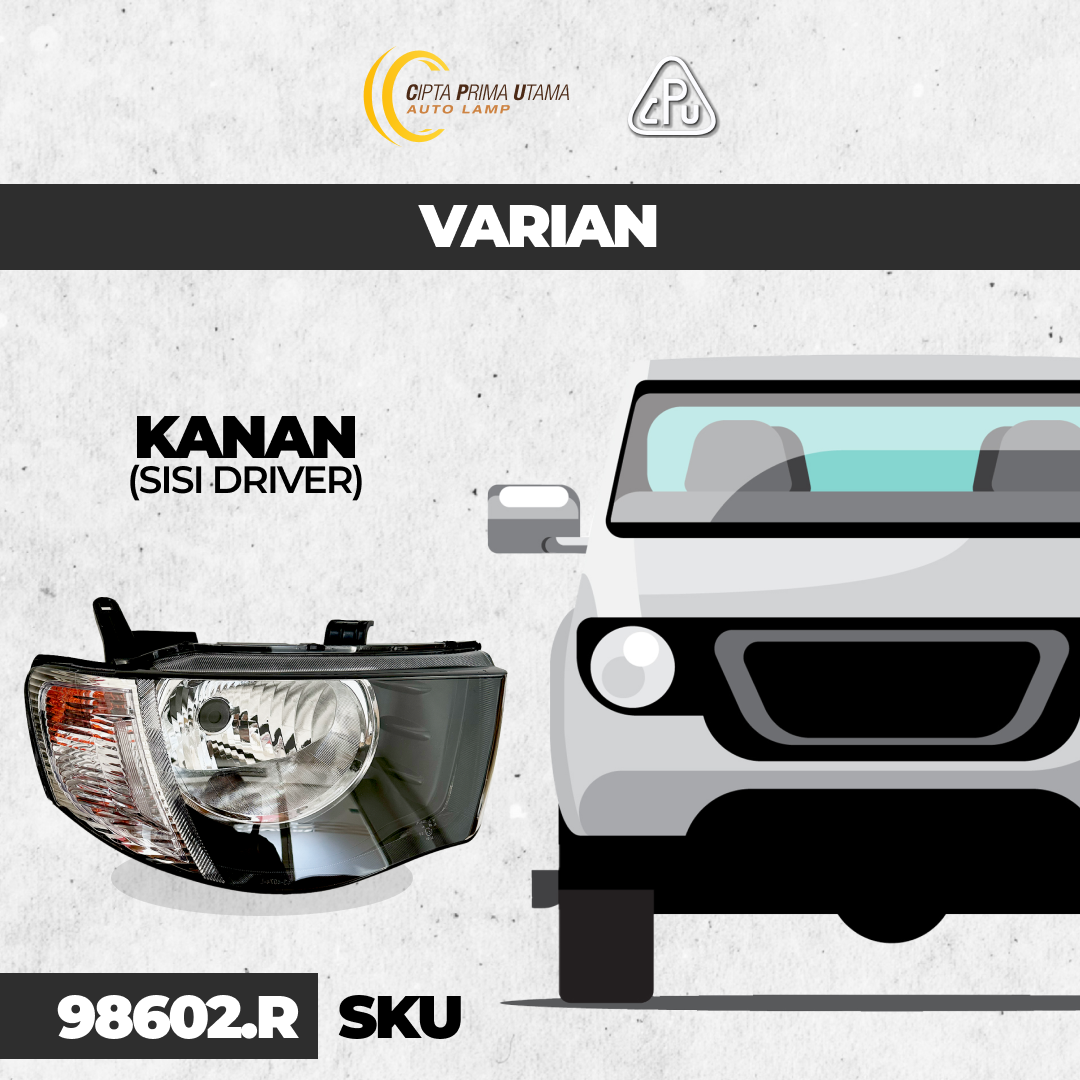 CIPTA PRIMA UTAMA
AUTO LAMP
CPU
VARIAN
KANAN
(SISI DRIVER)
98602.R SKU